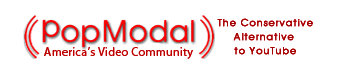 PopModal
America's Video Community
The Conservative
Alternative
to YouTube